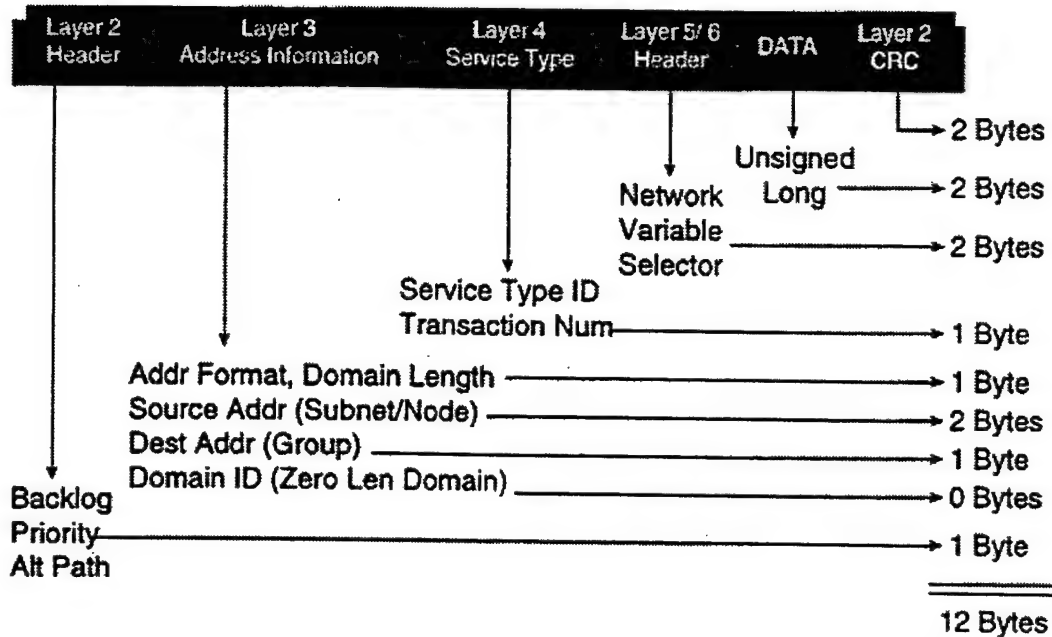 Layer 2 Header
Layer 3 Address Information
Layer 4 Service Type
Layer 5/6 Header
DATA
Layer 2 CRC
2 Bytes
Unsigned
Long
2 Bytes
Network
Variable
Selector
2 Bytes
Service Type ID
Transaction Num
1 Byte
Addr Format, Domain Length
1 Byte
Source Addr (Subnet/Node)
2 Bytes
Dest Addr (Group)
1 Byte
Domain ID (Zero Len Domain)
0 Bytes
Backlog
Priority
Alt Path
1 Byte
12 Bytes